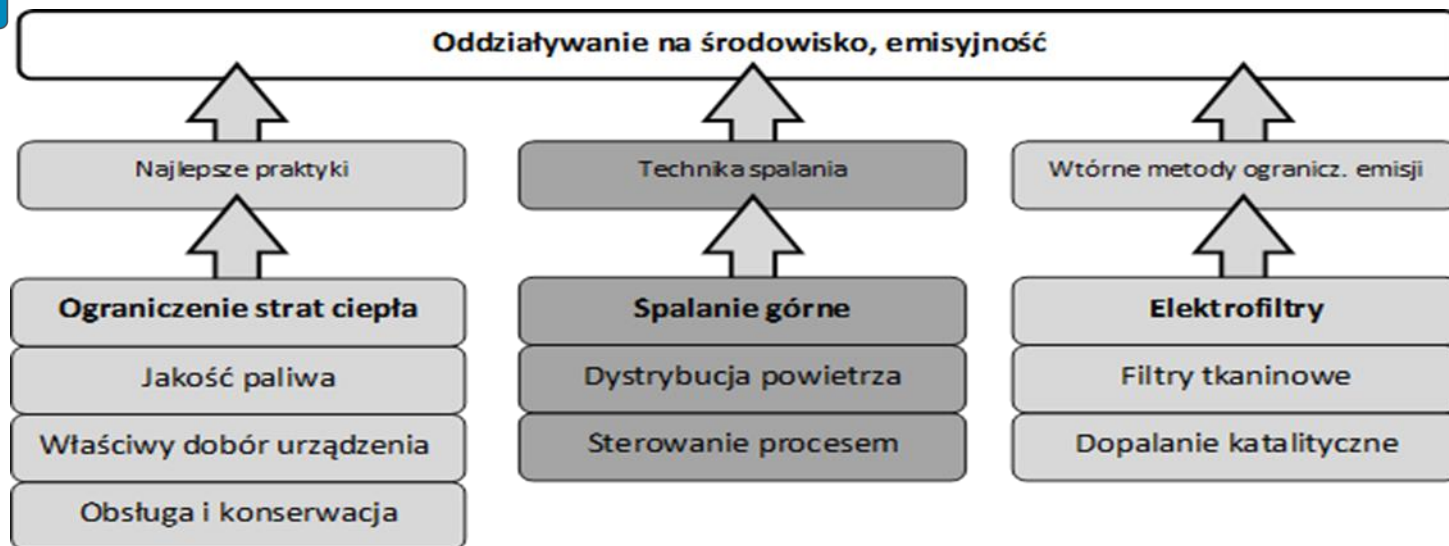 Oddziaływanie na środowisko, emisyjność
Najlepsze praktyki
Technika spalania
Wtórne metody ogranicz. emisji
Ograniczenie strat ciepła
Jakość paliwa
Właściwy dobór urządzenia
Obsługa i konserwacja
Spalanie górne
Dystrybucja powietrza
Sterowanie procesem
Elektrofiltry
Filtry tkaninowe
Dopalanie katalityczne